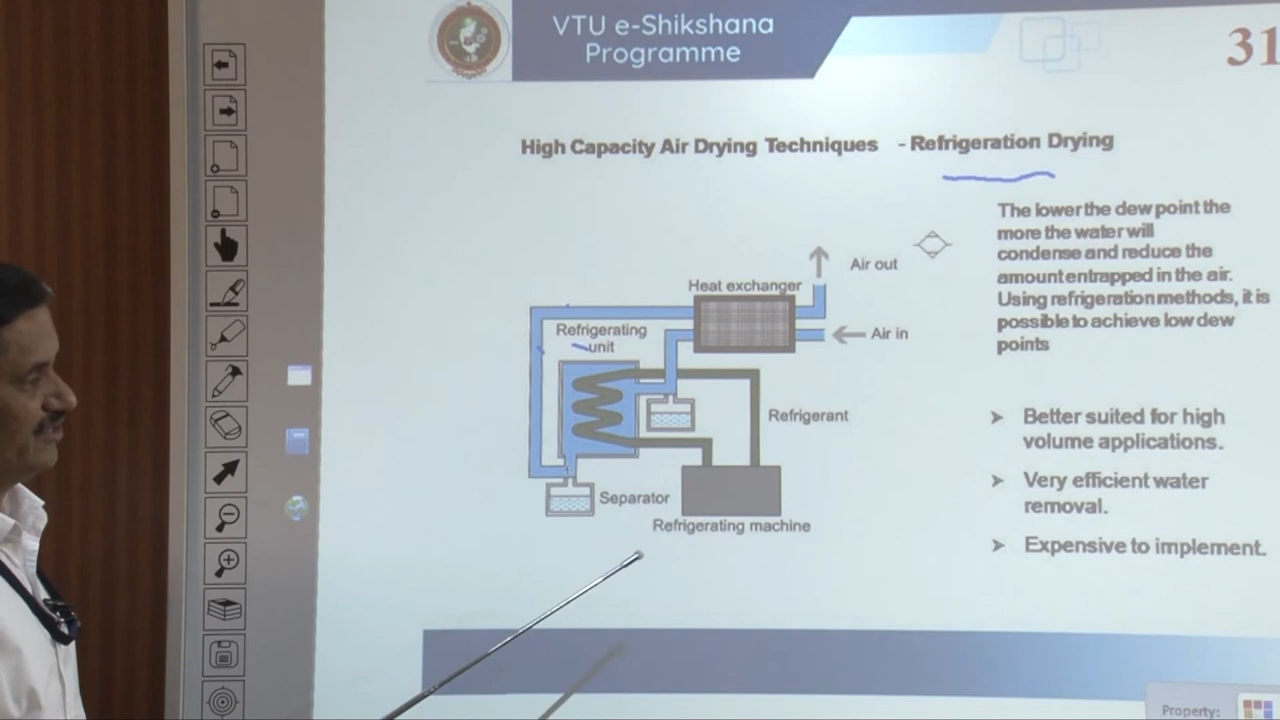 VTU e-Shikshana
Programme
31
High Capacity Air Drying Techniques - Refrigeration Drying
The lower the dew point the
more the water will
condense and reduce the
amount entrapped in the air.
Using refrigeration methods, it is
possible to achieve low dew
points
Air out
Heat exchanger
Air in
Refrigerating
unit
Refrigerant
Separator
Refrigerating machine
➤ Better suited for high
volume applications.
➤ Very efficient water
removal.
➤ Expensive to implement.
Property: